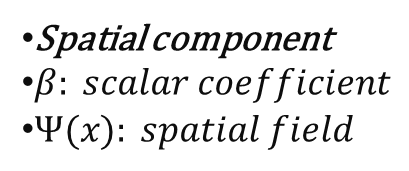 •Spatial component
•β: scalar coefficient
•Ψ(x): spatial field